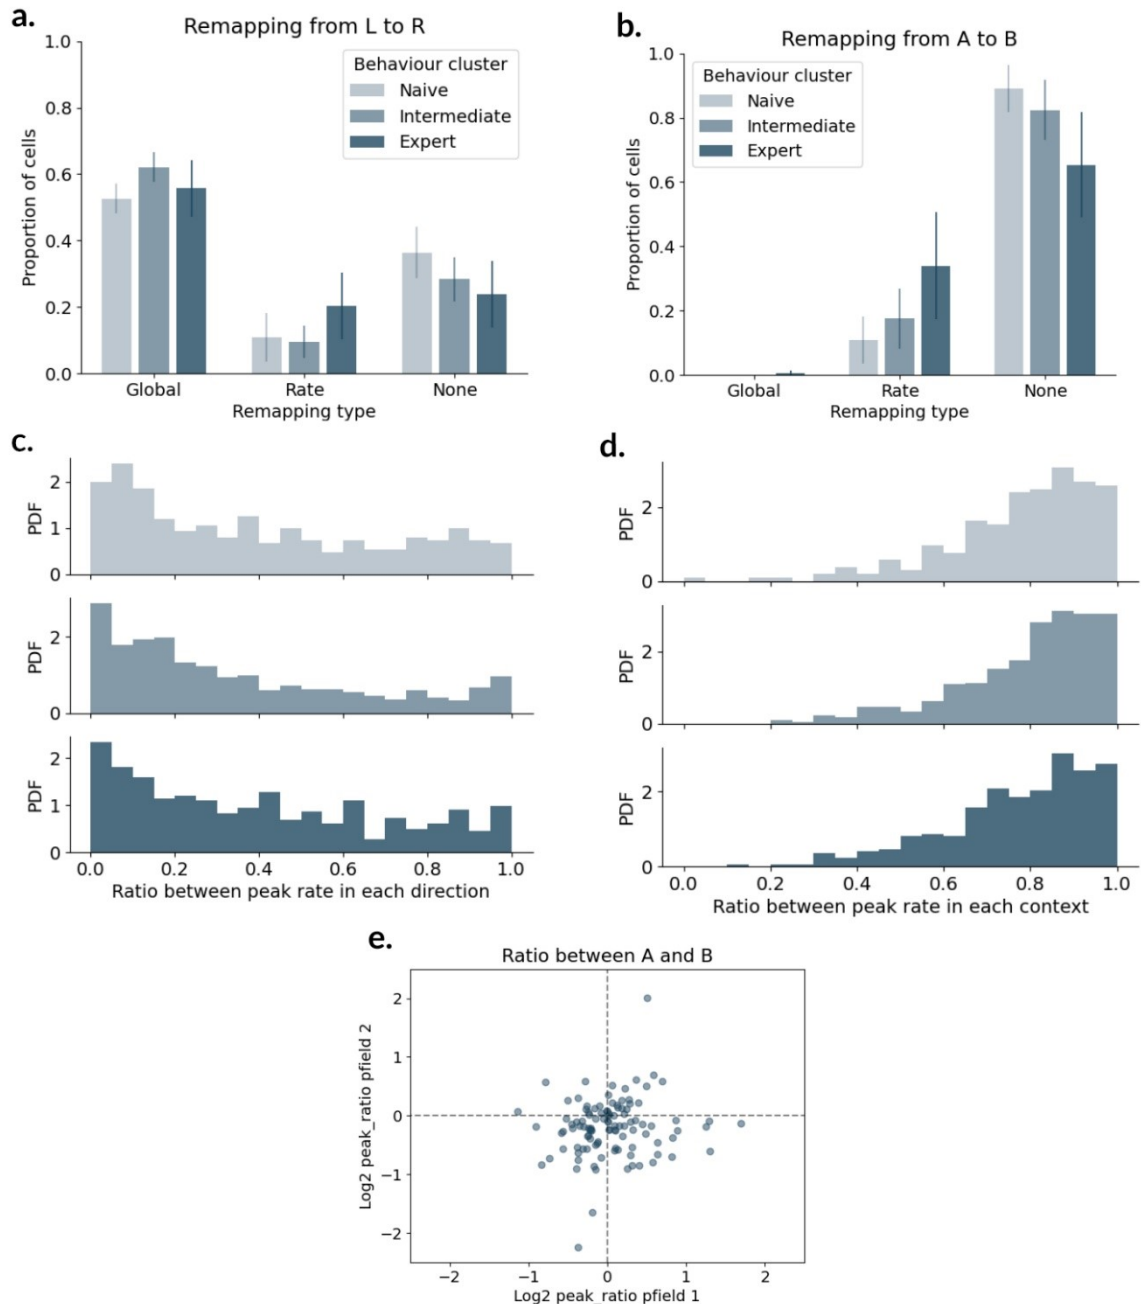 a.
Remapping from L to R
1.0
0.8
0.6
0.4
0.2
0.0
Proportion of cells
Behaviour cluster
Naive
Intermediate
Expert
Global
Rate
None
Remapping type
b.
Remapping from A to B
1.0
0.8
0.6
0.4
0.2
0.0
Proportion of cells
Behaviour cluster
Naive
Intermediate
Expert
Global
Rate
None
Remapping type
c.
2
1
0
PDF
2
0
PDF
2
1
0
PDF
0.0
0.2
0.4
0.6
0.8
1.0
Ratio between peak rate in each direction
d.
2
0
PDF
2
0
PDF
2
0
PDF
0.0
0.2
0.4
0.6
0.8
1.0
Ratio between peak rate in each context
e.
Ratio between A and B
2
1
0
−1
−2
Log2 peak_ratio pfield 2
−2
−1
0
1
2
Log2 peak_ratio pfield 1